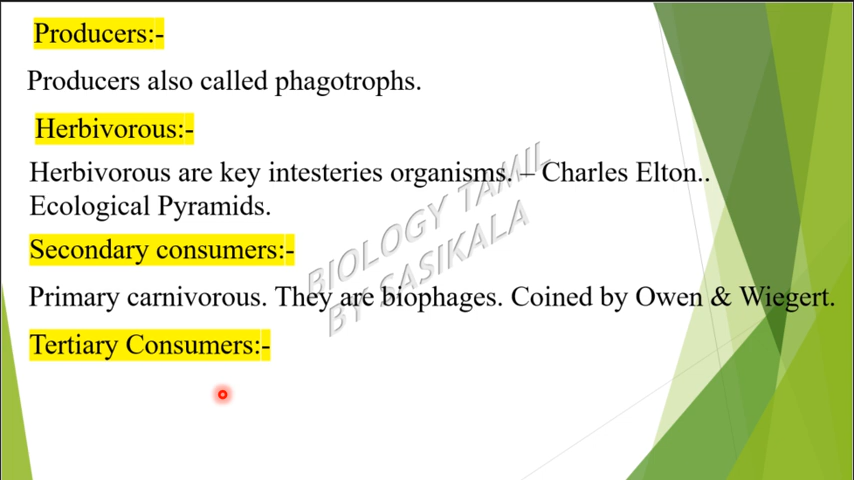 Producers:-
Producers also called phagotrophs.
Herbivorous:-
Herbivorous are key intesteries organisms. – Charles Elton..
Ecological Pyramids.
Secondary consumers:-
Primary carnivorous. They are biophages. Coined by Owen & Wiegert.
Tertiary Consumers:-
BIOLOGY TAMIL
BY SASIKALA